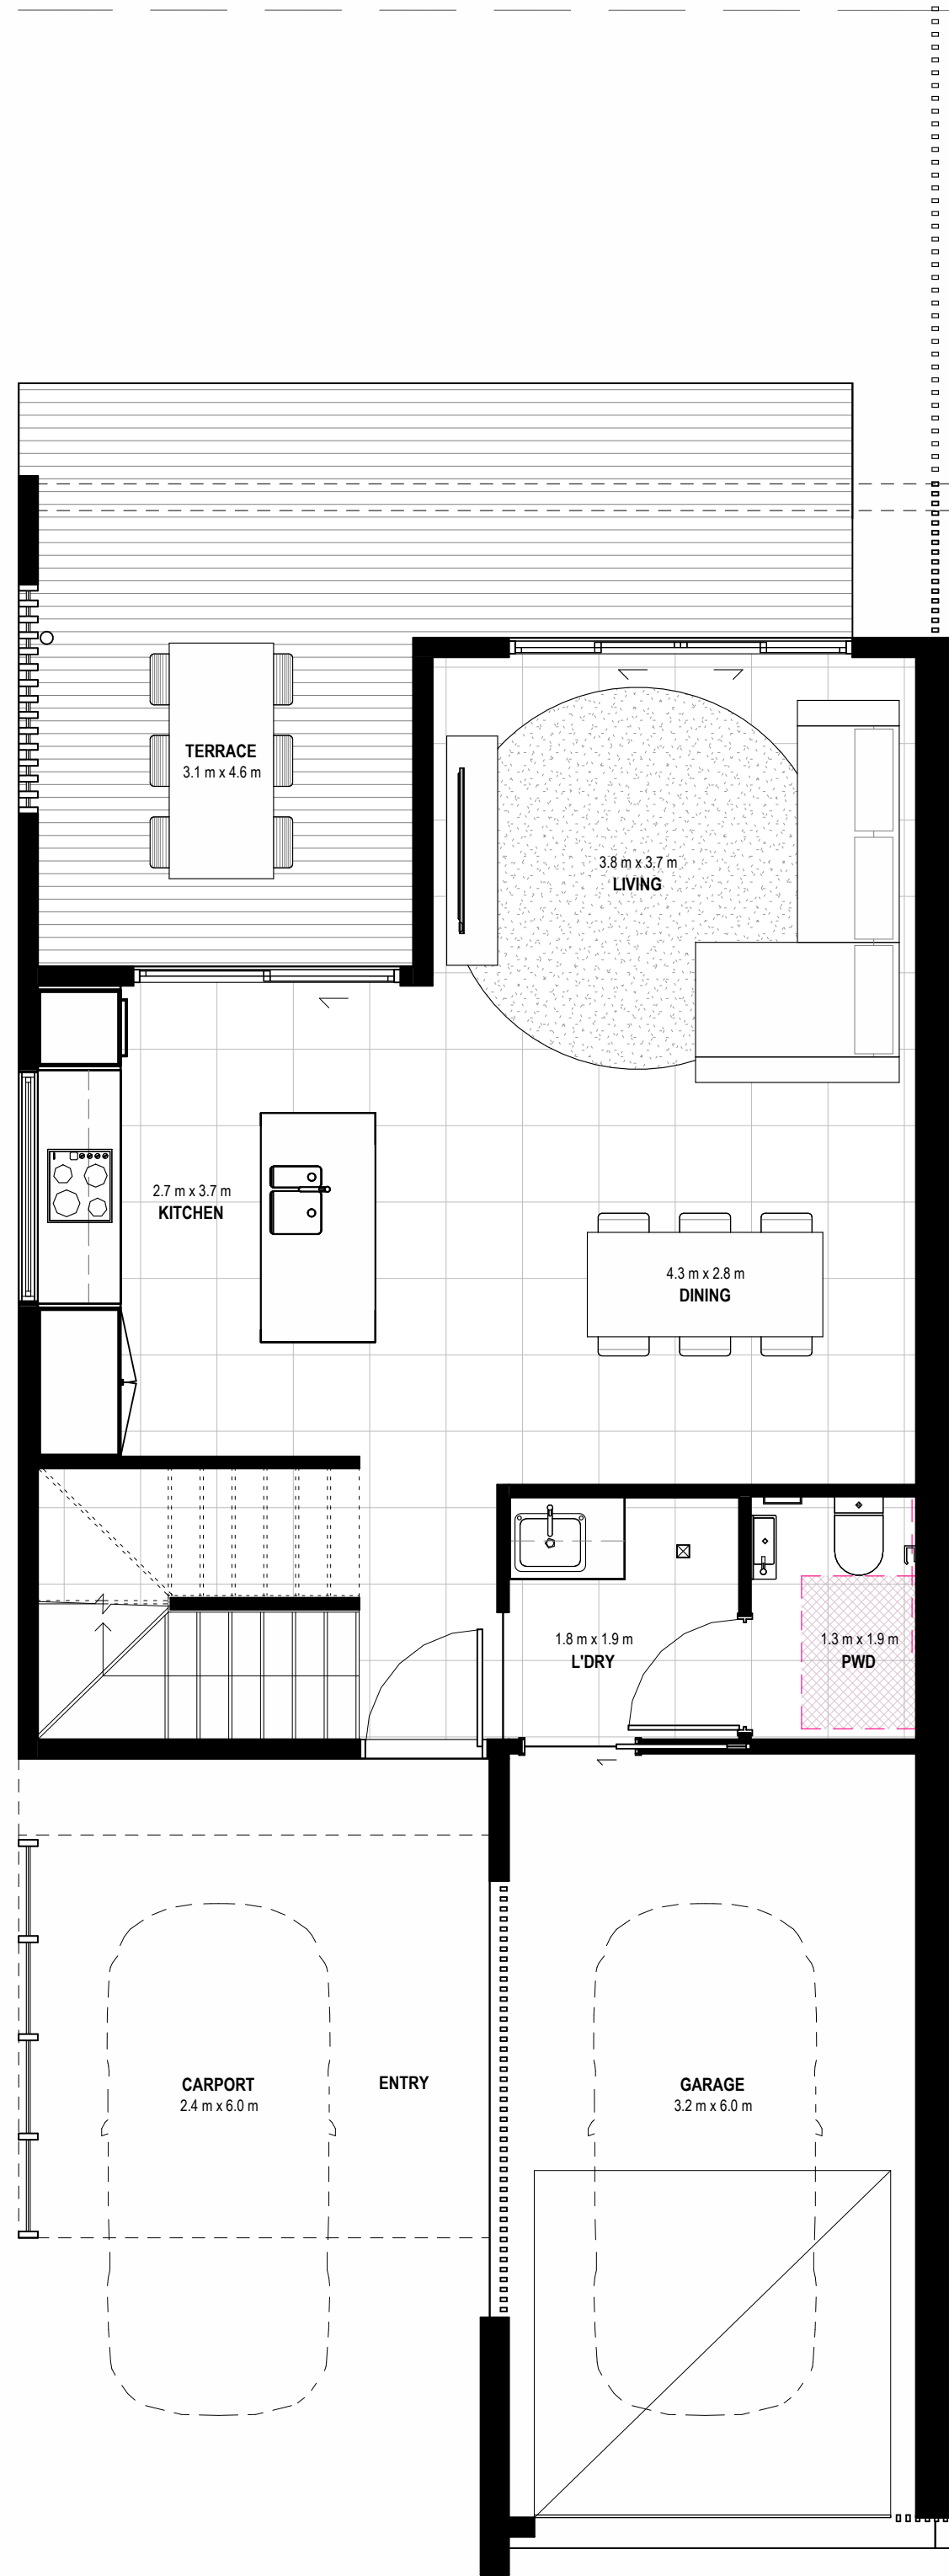 TERRACE
3.1 m x 4.6 m
3.8 m x 3.7 m
LIVING
2.7 m x 3.7 m
KITCHEN
4.3 m x 2.8 m
DINING
1.8 m x 1.9 m
L'DRY
1.3 m x 1.9 m
PWD
CARPORT
2.4 m x 6.0 m
ENTRY
GARAGE
3.2 m x 6.0 m